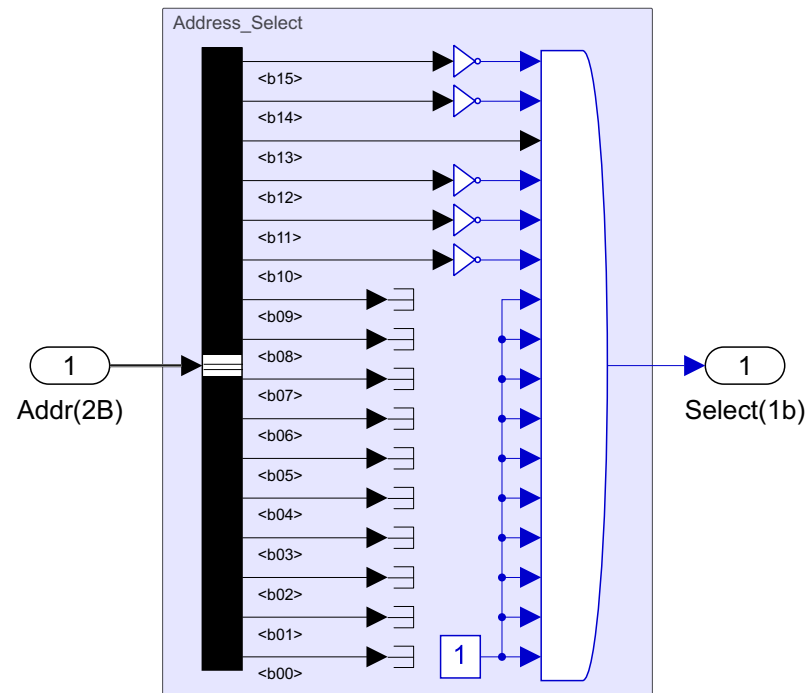 Address_Select
<b15>
<b14>
<b13>
<b12>
<b11>
<b10>
<b09>
<b08>
1
<b07>
1
Addr(2B)
Select(1b)
<b06>
<b05>
<b04>
<b03>
<b02>
<b01>
1
<b00>